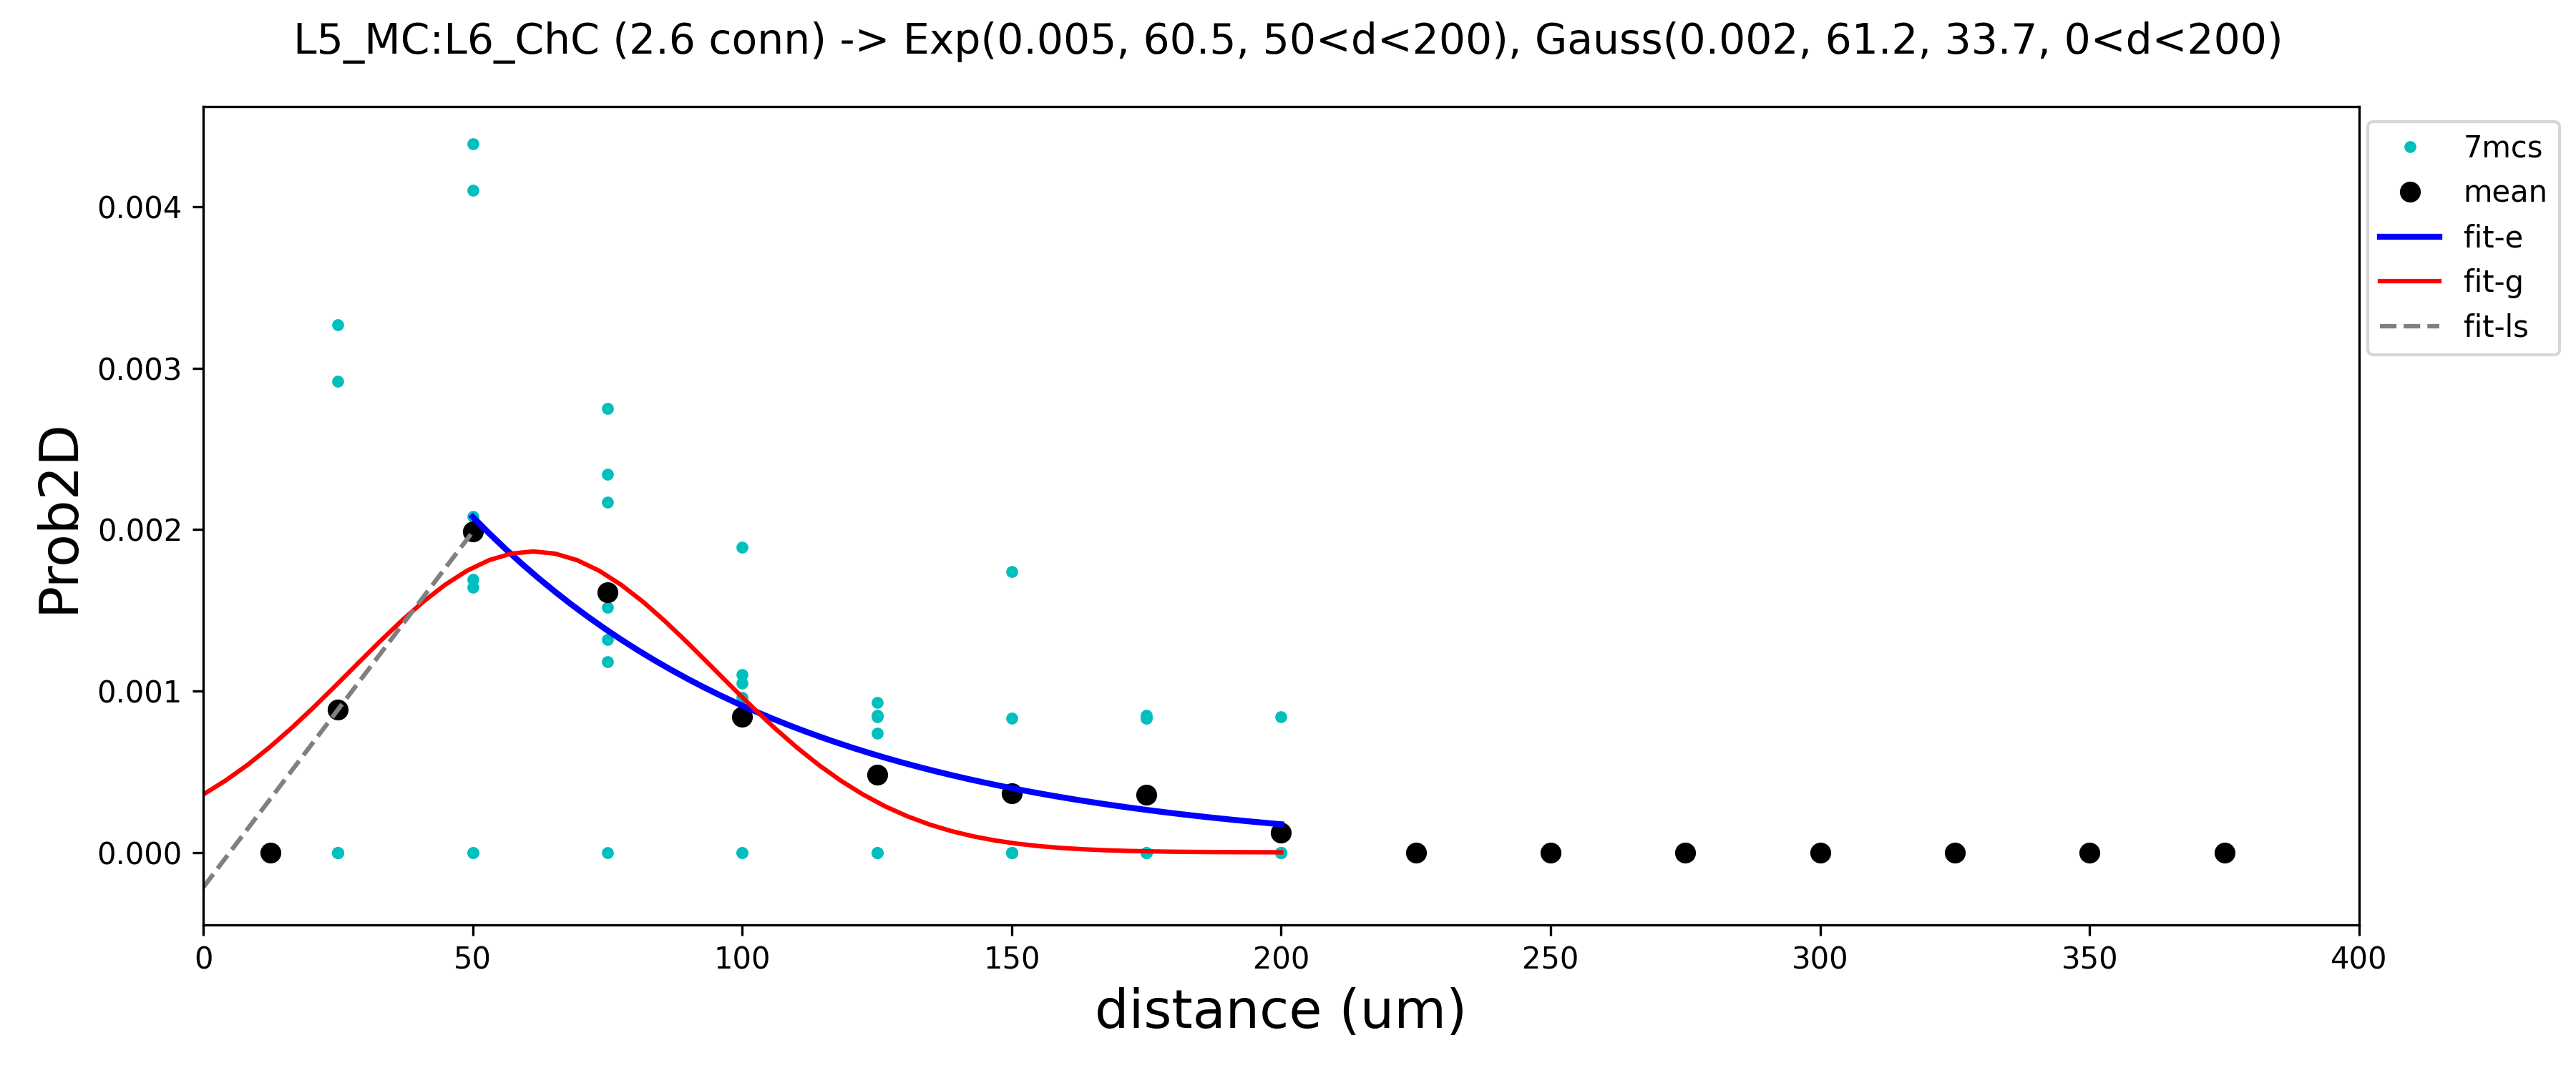 L5_MC:L6_ChC (2.6 conn) -> Exp(0.005, 60.5, 50<d<200), Gauss(0.002, 61.2, 33.7, 0<d<200)
7mcs
mean
fit-e
fit-g
fit-ls
Prob2D
0.004
0.003
0.002
0.001
0.000
0 50 100 150 200 250 300 350 400
distance (um)